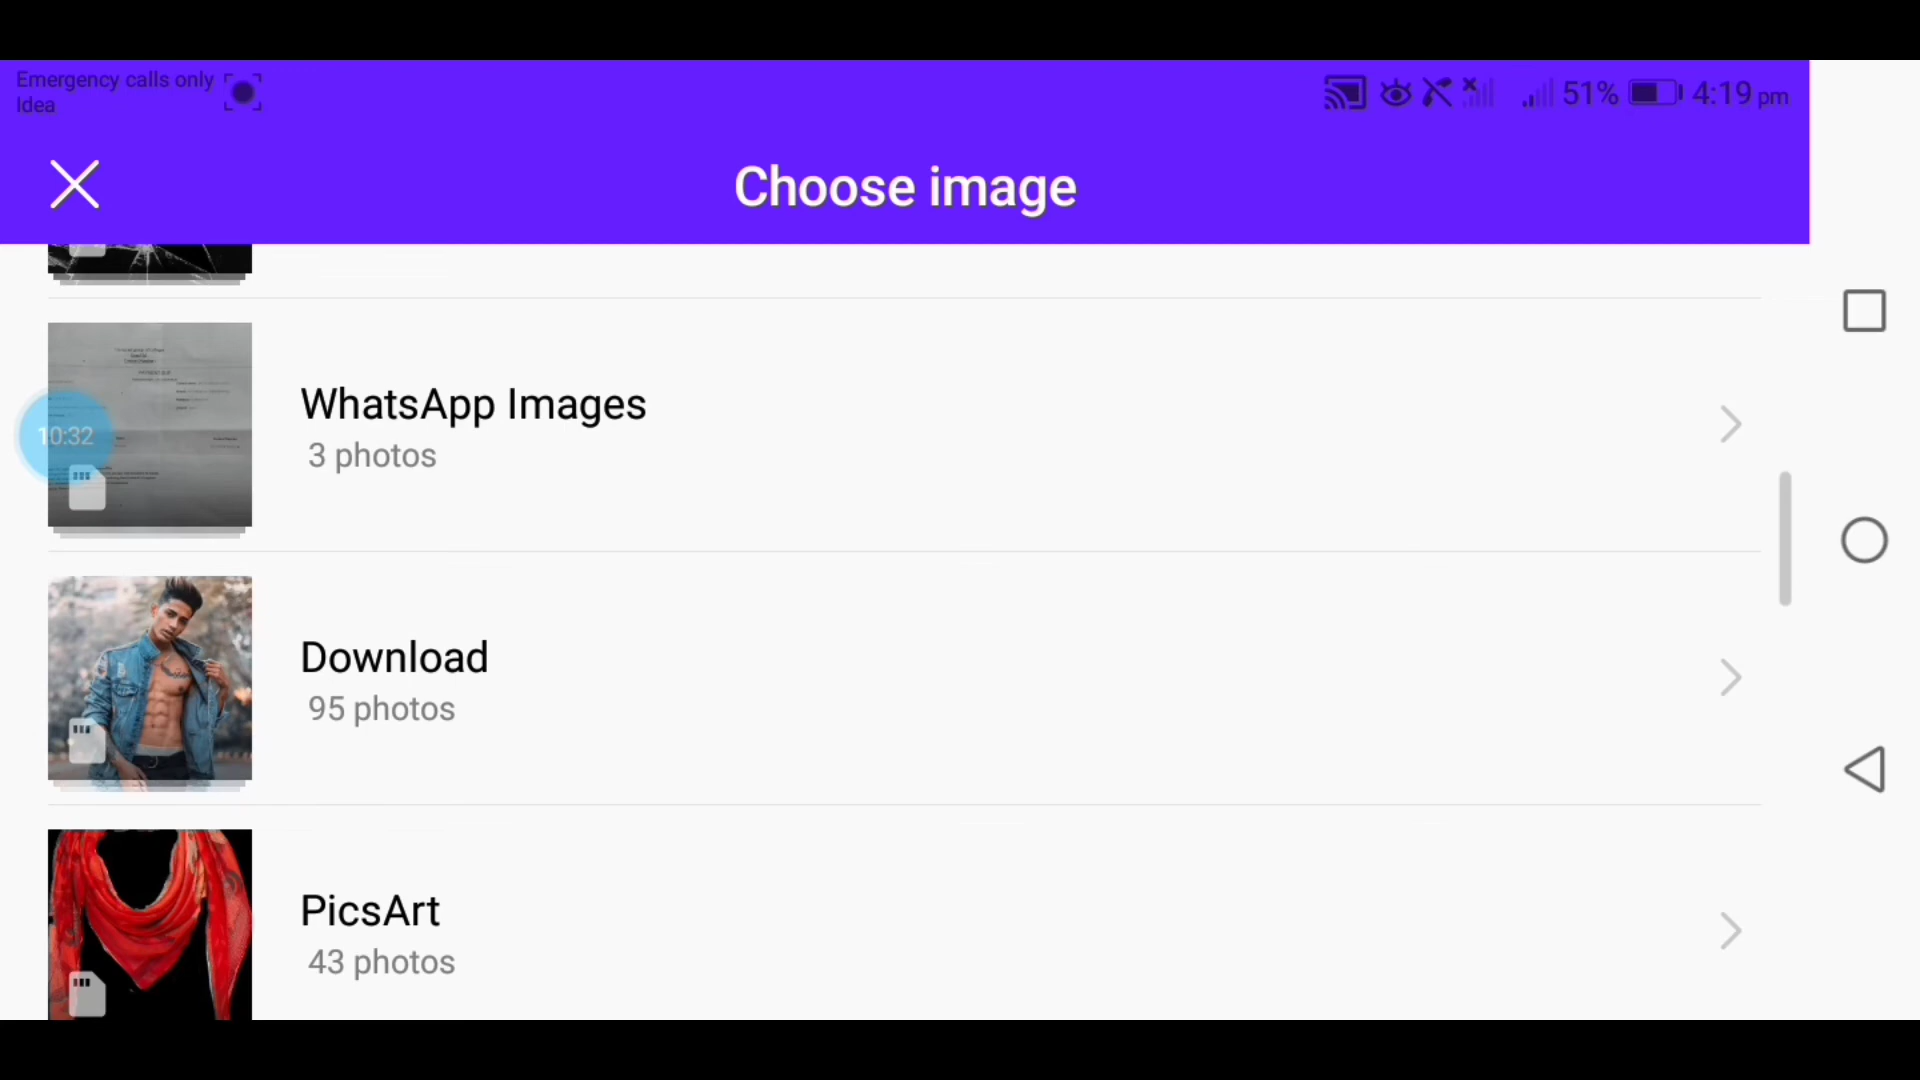 Emergency calls only
Idea
51%
4:19 pm
Choose image
WhatsApp Images
3 photos
10:32
Download
95 photos
PicsArt
43 photos